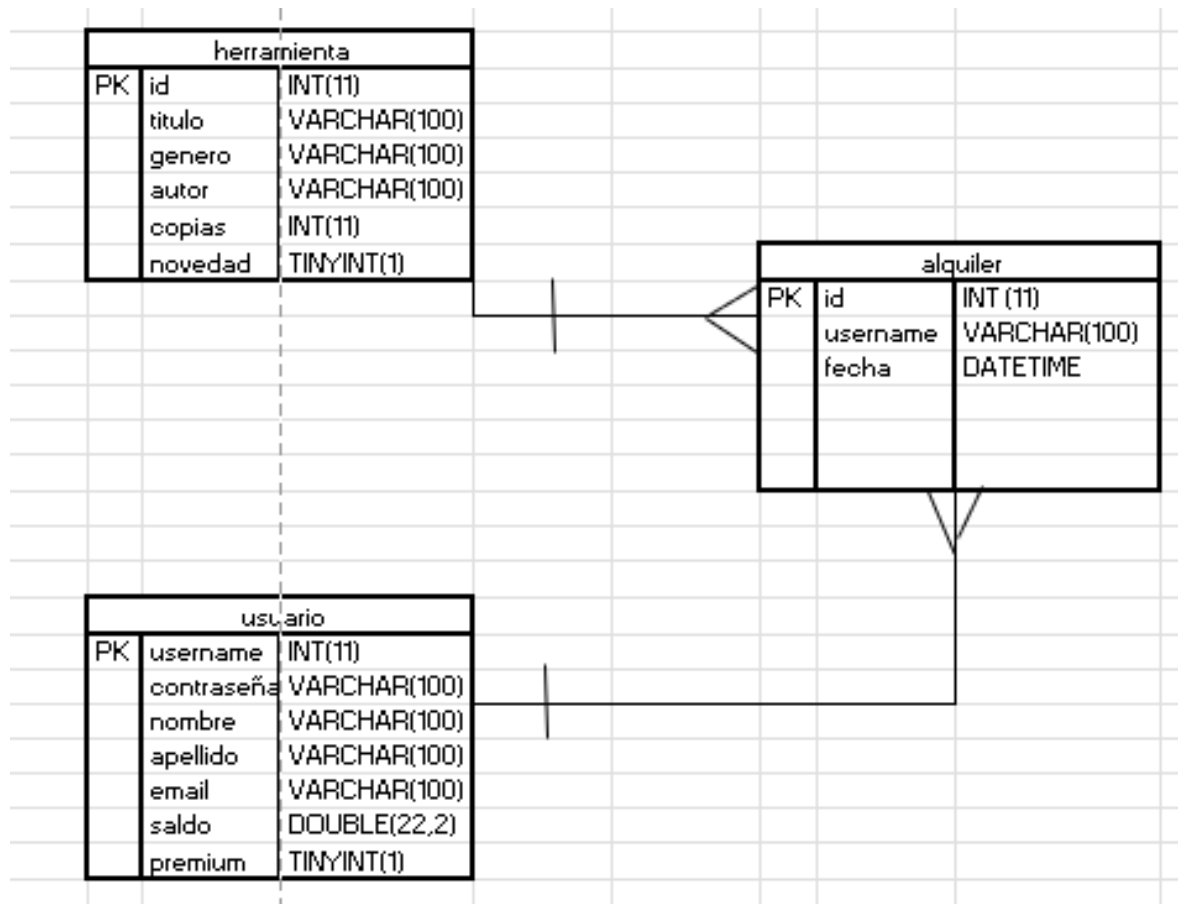 herramienta
PK id INT(11)
titulo VARCHAR(100)
genero VARCHAR(100)
autor VARCHAR(100)
copias INT(11)
novedad TINYINT(1)
alquiler
PK id INT (11)
username VARCHAR(100)
fecha DATETIME
usuario
PK username INT(11)
contraseña VARCHAR(100)
nombre VARCHAR(100)
apellido VARCHAR(100)
email VARCHAR(100)
saldo DOUBLE(22,2)
premium TINYINT(1)